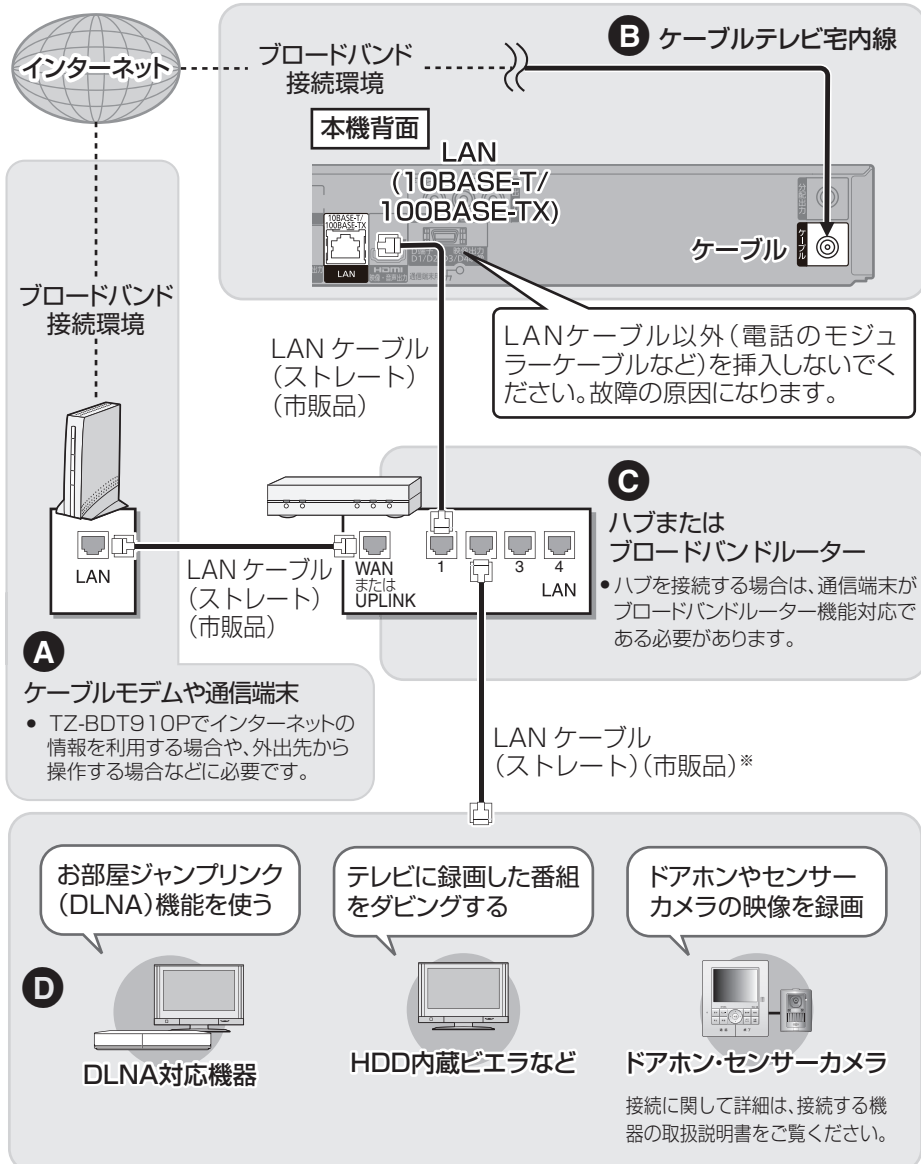 インターネット
ブロードバンド
接続環境
B ケーブルテレビ宅内線
本機背面
LAN
(10BASE-T/
100BASE-TX)
10BASE-T/
100BASE-TX
LAN
HDMI
映像・音声出力
ケーブル
ケーブル
分配出力
ブロードバンド
接続環境
LAN ケーブル
（ストレート）
（市販品）
LANケーブル以外（電話のモジュ
ラーケーブルなど）を挿入しないでく
ださい。故障の原因になります。
C
ハブまたは
ブロードバンドルーター
•ハブを接続する場合は、通信端末が
ブロードバンドルーター機能対応で
ある必要があります。
LAN
LAN ケーブル
（ストレート）
（市販品）
WAN
または
UPLINK
1
3
4
LAN
A
ケーブルモデムや通信端末
• TZ-BDT910Pでインターネットの
情報を利用する場合や、外出先から
操作する場合などに必要です。
LAN ケーブル
（ストレート）（市販品）※
お部屋ジャンプリンク
（DLNA）機能を使う
テレビに録画した番組
をダビングする
ドアホンやセンサー
カメラの映像を録画
D
DLNA対応機器
HDD内蔵ビエラなど
ドアホン・センサーカメラ
接続に関して詳細は、接続する機
器の取扱説明書をご覧ください。